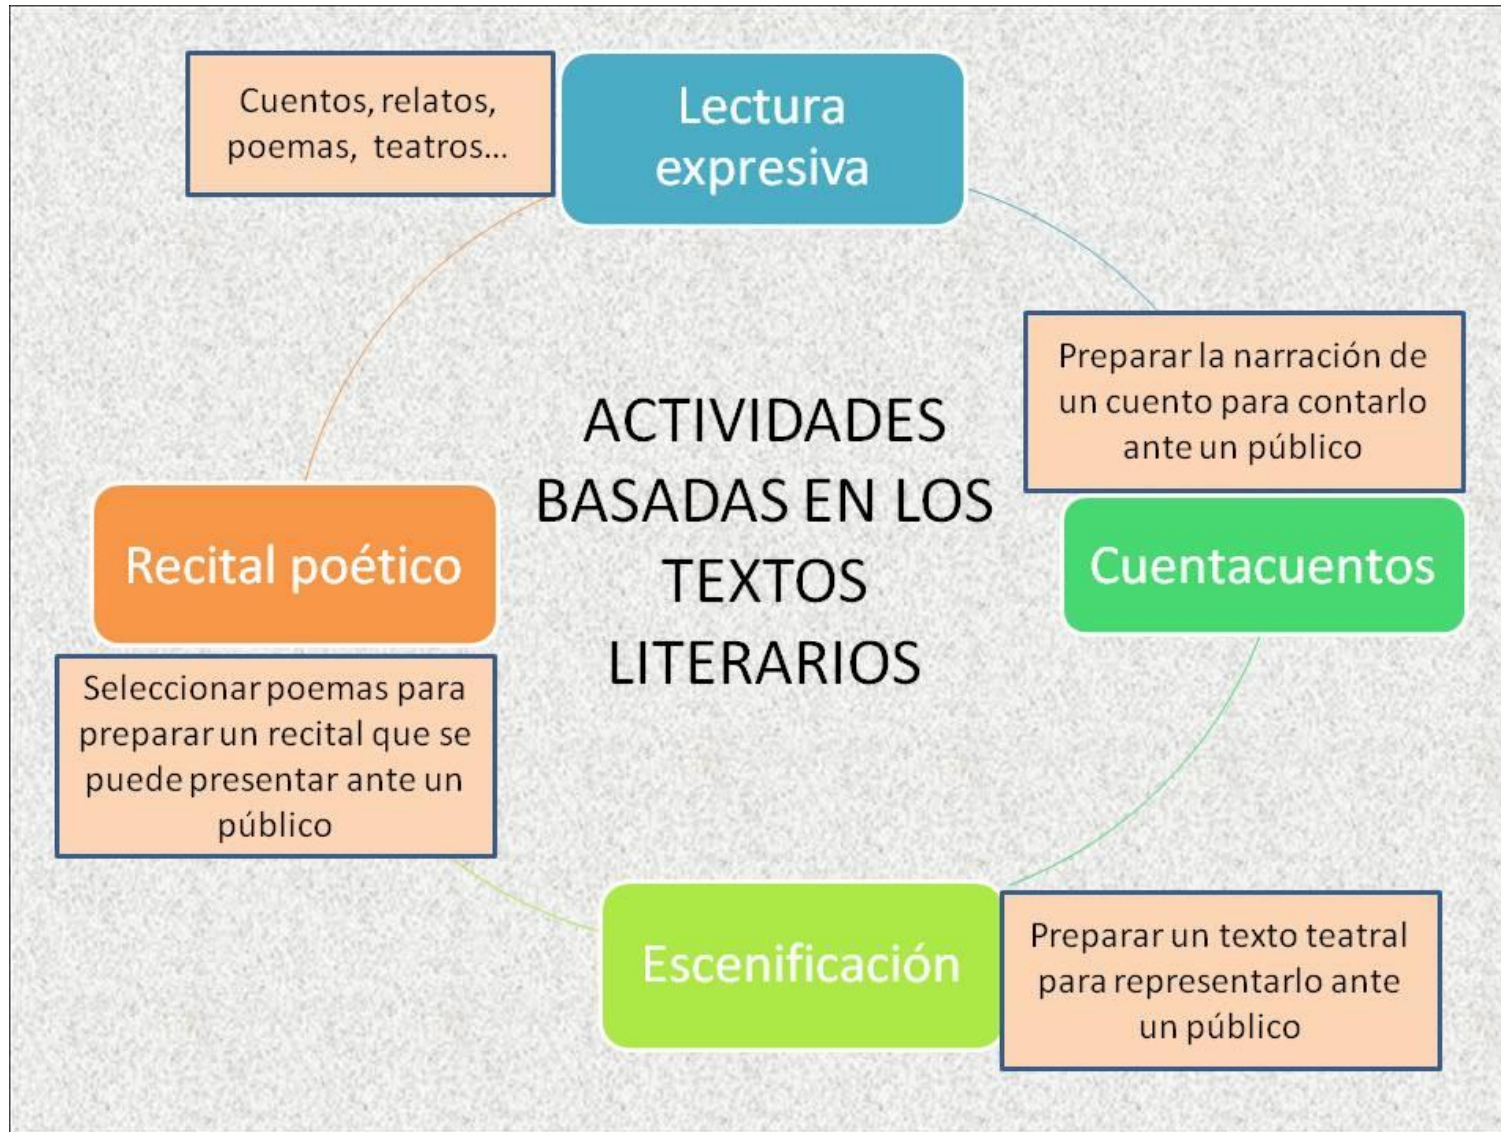 Cuentos, relatos,
poemas, teatros...
Lectura
expresiva
Preparar la narración de
un cuento para contarlo
ante un público
Cuentacuentos
ACTIVIDADES
BASADAS EN LOS
TEXTOS
LITERARIOS
Recital poético
Seleccionar poemas para
preparar un recital que se
puede presentar ante un
público
Escenificación
Preparar un texto teatral
para representarlo ante
un público